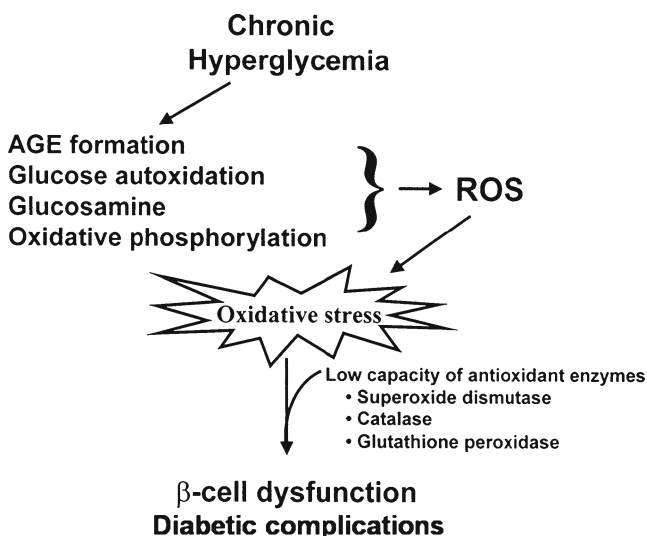 Chronic
Hyperglycemia
AGE formation
Glucose autoxidation
Glucosamine
Oxidative phosphorylation
ROS
Oxidative stress
Low capacity of antioxidant enzymes
• Superoxide dismutase
• Catalase
• Glutathione peroxidase
β-cell dysfunction
Diabetic complications